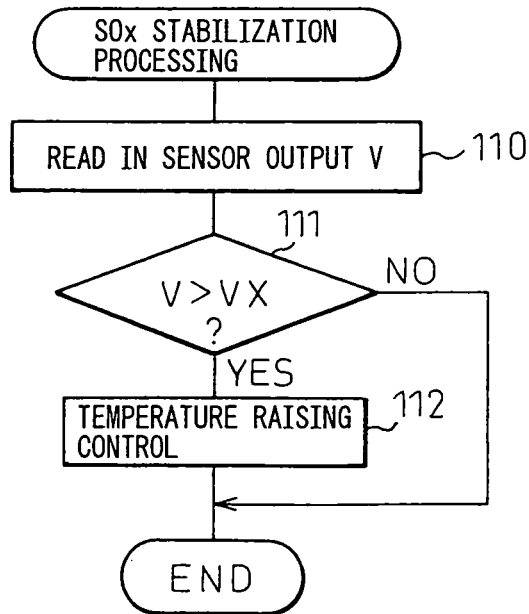 SOx STABILIZATION
PROCESSING
READ IN SENSOR OUTPUT V
110
111
V>VX
?
NO
YES
TEMPERATURE RAISING
CONTROL
112
END